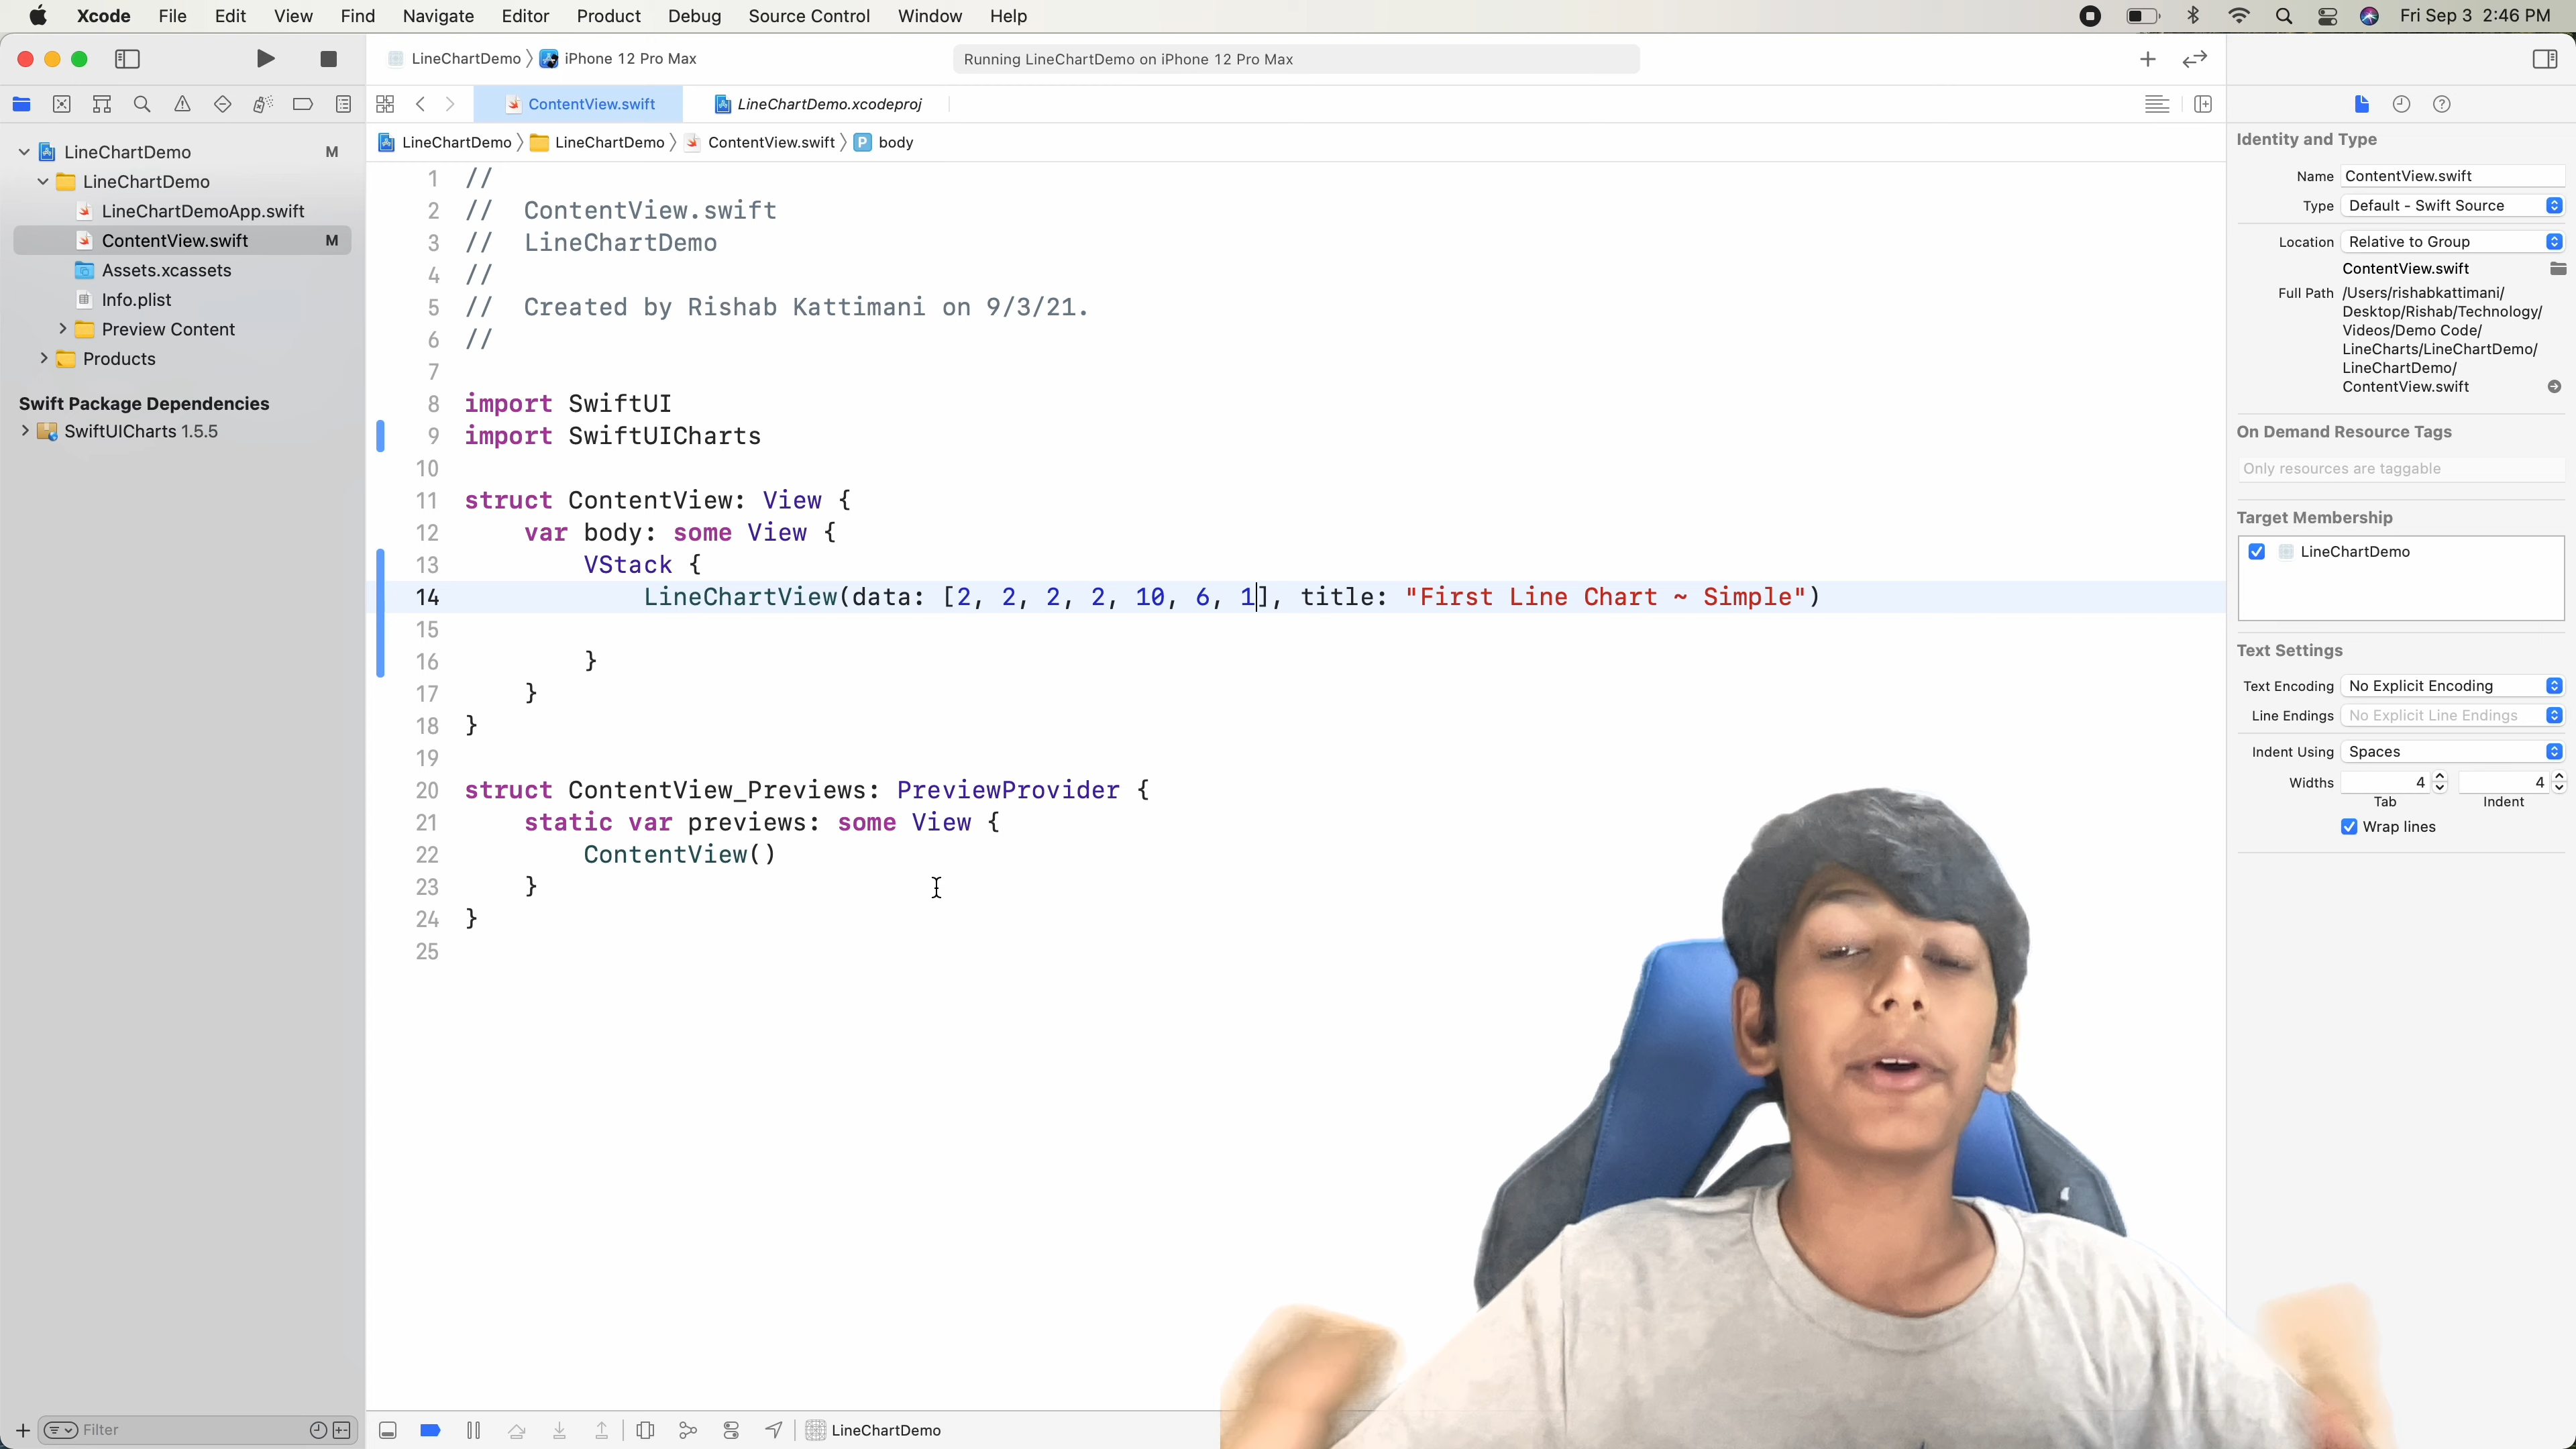 Xcode File Edit View Find Navigate Editor Product Debug Source Control Window Help Fri Sep 3 2:46 PM
LineChartDemo iPhone 12 Pro Max Running LineChartDemo on iPhone 12 Pro Max
ContentView.swift LineChartDemo.xcodeproj
LineChartDemo LineChartDemo ContentView.swift P body
LineChartDemo M
LineChartDemo
LineChartDemoApp.swift
ContentView.swift M
Assets.xcassets
Info.plist
Preview Content
Products
Swift Package Dependencies
SwiftUICharts 1.5.5
Filter
1 //
2 // ContentView.swift
3 // LineChartDemo
4 //
5 // Created by Rishab Kattimani on 9/3/21.
6 //
7
8 import SwiftUI
9 import SwiftUICharts
10
11 struct ContentView: View {
12 var body: some View {
13 VStack {
14 LineChartView(data: [2, 2, 2, 2, 10, 6, 1], title: "First Line Chart ~ Simple")
15
16 }
17 }
18 }
19
20 struct ContentView_Previews: PreviewProvider {
21 static var previews: some View {
22 ContentView()
23 }
24 }
25
LineChartDemo
Identity and Type
Name ContentView.swift
Type Default - Swift Source
Location Relative to Group
ContentView.swift
Full Path /Users/rishabkattimani/
Desktop/Rishab/Technology/
Videos/Demo Code/
LineCharts/LineChartDemo/
LineChartDemo/
ContentView.swift
On Demand Resource Tags
Only resources are taggable
Target Membership
LineChartDemo
Text Settings
Text Encoding No Explicit Encoding
Line Endings No Explicit Line Endings
Indent Using Spaces
Widths 4 4
Tab Indent
Wrap lines